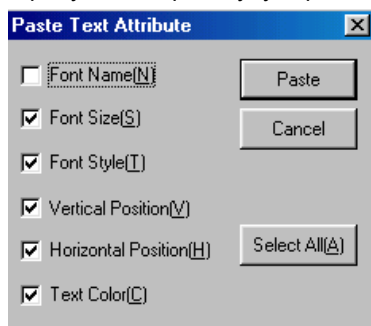 Paste Text Attribute
Font Name(N)
Paste
Font Size(S)
Cancel
Font Style(T)
Vertical Position(V)
Horizontal Position(H)
Select All(A)
Text Color(C)